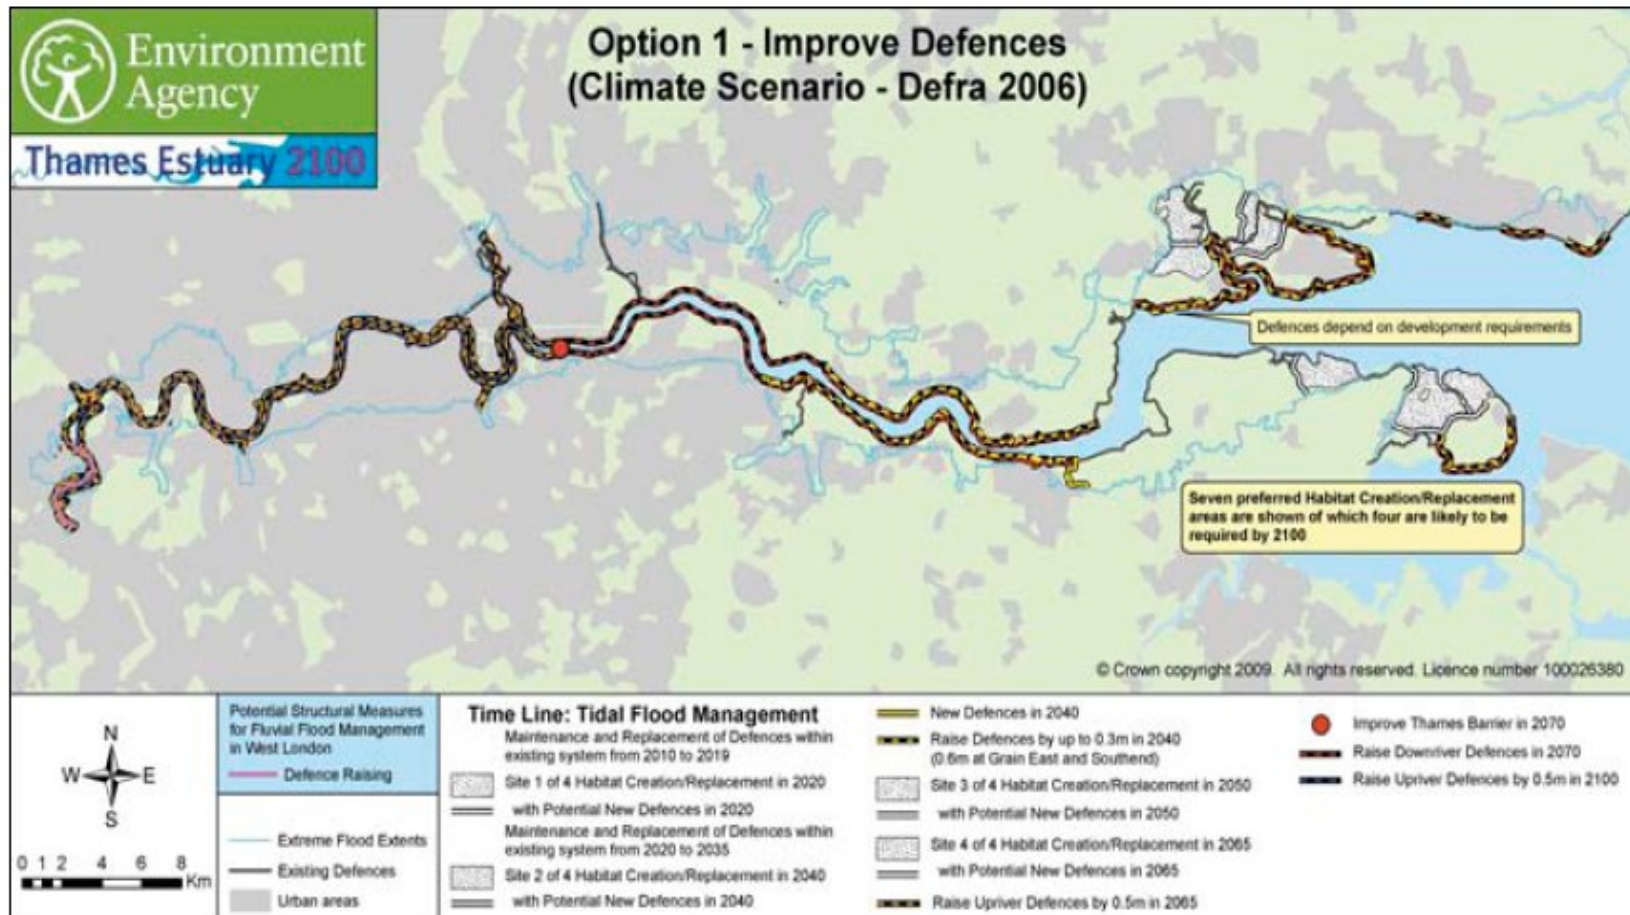 Environment
Agency
Thames Estuary 2100
Option 1 - Improve Defences
(Climate Scenario - Defra 2006)
Defences depend on development requirements
Seven preferred Habitat Creation/Replacement
areas are shown of which four are likely to be
required by 2100
© Crown copyright 2009. All rights reserved. Licence number 100026380
N
W E
S
0 1 2 4 6 8
Km
Potential Structural Measures
for Fluvial Flood Management
in West London
Defence Raising
Extreme Flood Extents
Existing Defences
Urban areas
Time Line: Tidal Flood Management
Maintenance and Replacement of Defences within
existing system from 2010 to 2019
Site 1 of 4 Habitat Creation/Replacement in 2020
with Potential New Defences in 2020
Maintenance and Replacement of Defences within
existing system from 2020 to 2035
Site 2 of 4 Habitat Creation/Replacement in 2040
with Potential New Defences in 2040
New Defences in 2040
Raise Defences by up to 0.3m in 2040
(0.6m at Grain East and Southend)
Site 3 of 4 Habitat Creation/Replacement in 2050
with Potential New Defences in 2050
Site 4 of 4 Habitat Creation/Replacement in 2065
with Potential New Defences in 2065
Raise Upriver Defences by 0.5m in 2065
Improve Thames Barrier in 2070
Raise Downriver Defences in 2070
Raise Upriver Defences by 0.5m in 2100